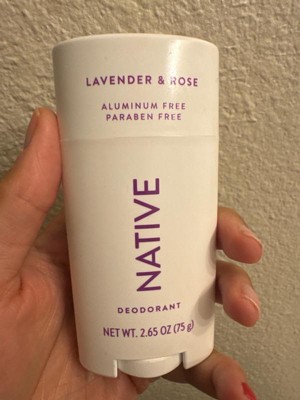 LAVENDER & ROSE
ALUMINUM FREE
PARABEN FREE
NATIVE
DEODORANT
NET WT. 2.65 OZ (75 g)